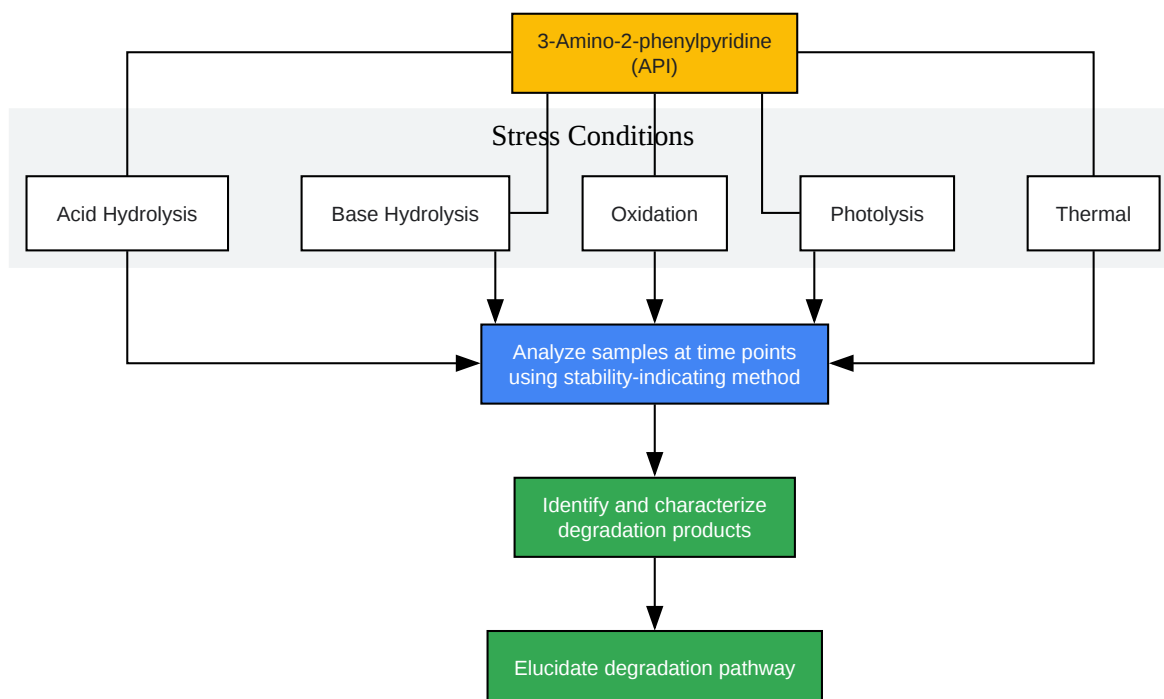 3-Amino-2-phenylpyridine
(API)
Stress Conditions
Acid Hydrolysis
Base Hydrolysis
Oxidation
Photolysis
Thermal
Analyze samples at time points
using stability-indicating method
Identify and characterize
degradation products
Elucidate degradation pathway